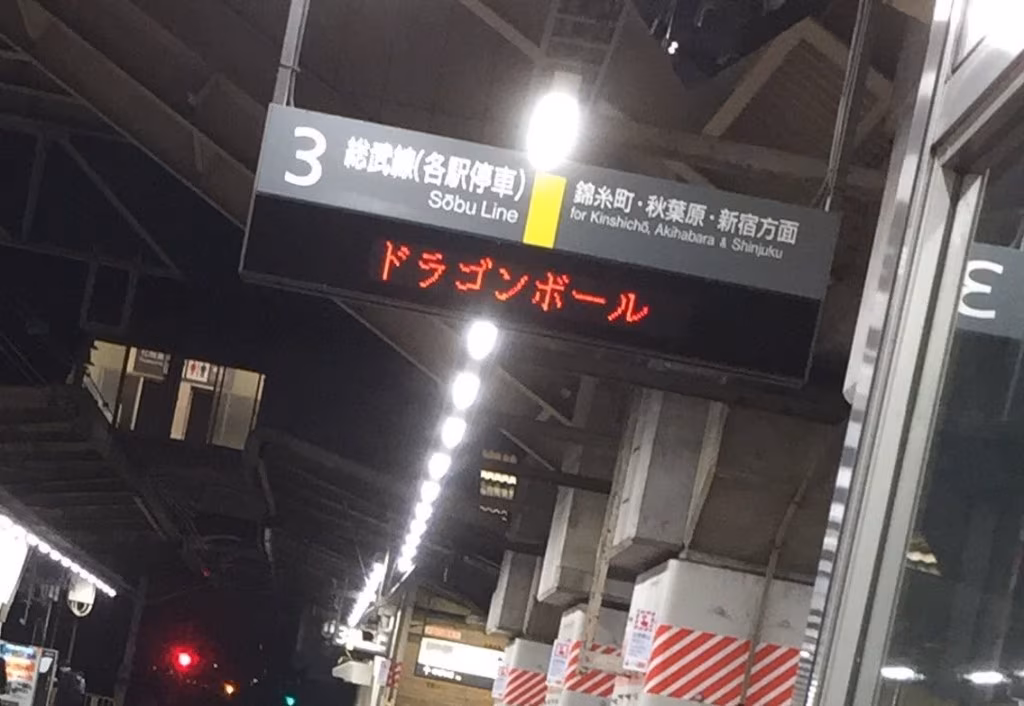 3
総武線(各駅停車)
Sōbu Line
錦糸町・秋葉原・新宿方面
for Kinshichō, Akihabara & Shinjuku
ドラゴンボール
3